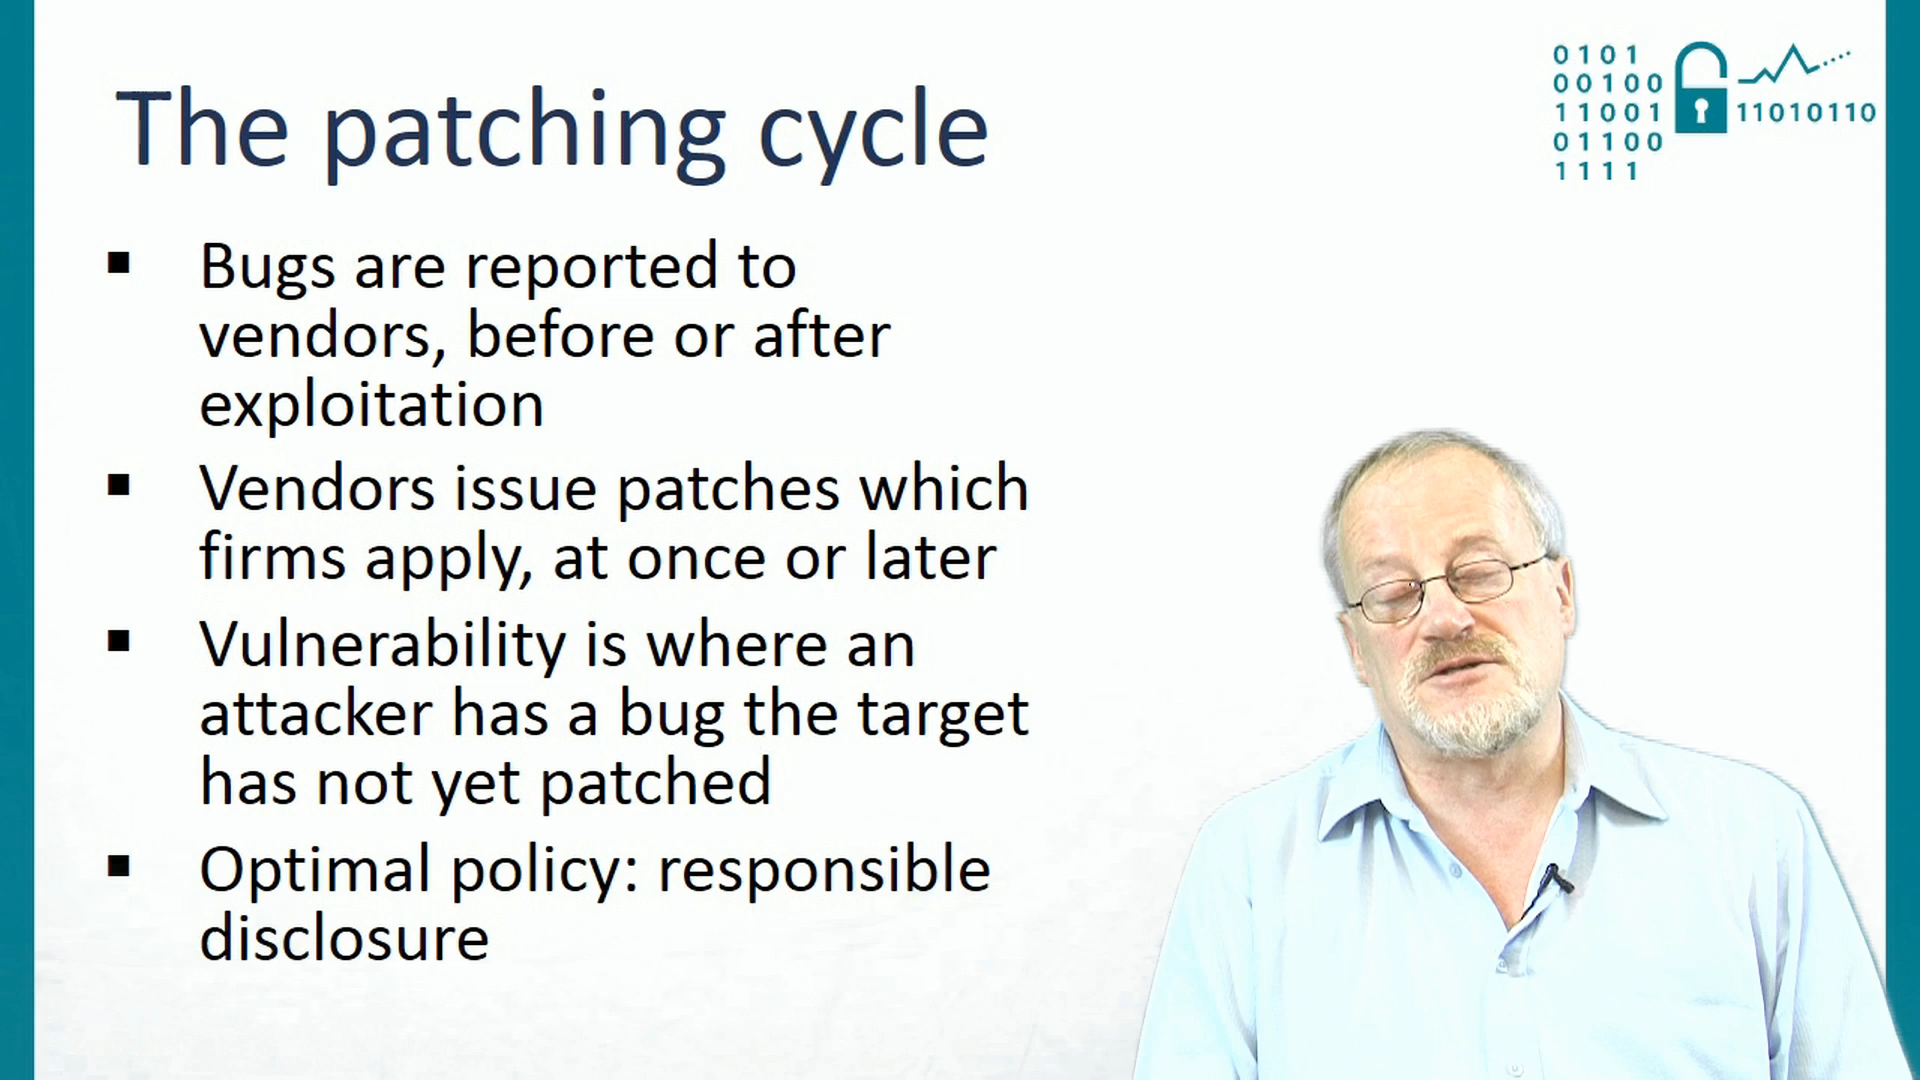 The patching cycle
0101
00100
11001
11010110
01100
1111
Bugs are reported to
vendors, before or after
exploitation
Vendors issue patches which
firms apply, at once or later
Vulnerability is where an
attacker has a bug the target
has not yet patched
Optimal policy: responsible
disclosure